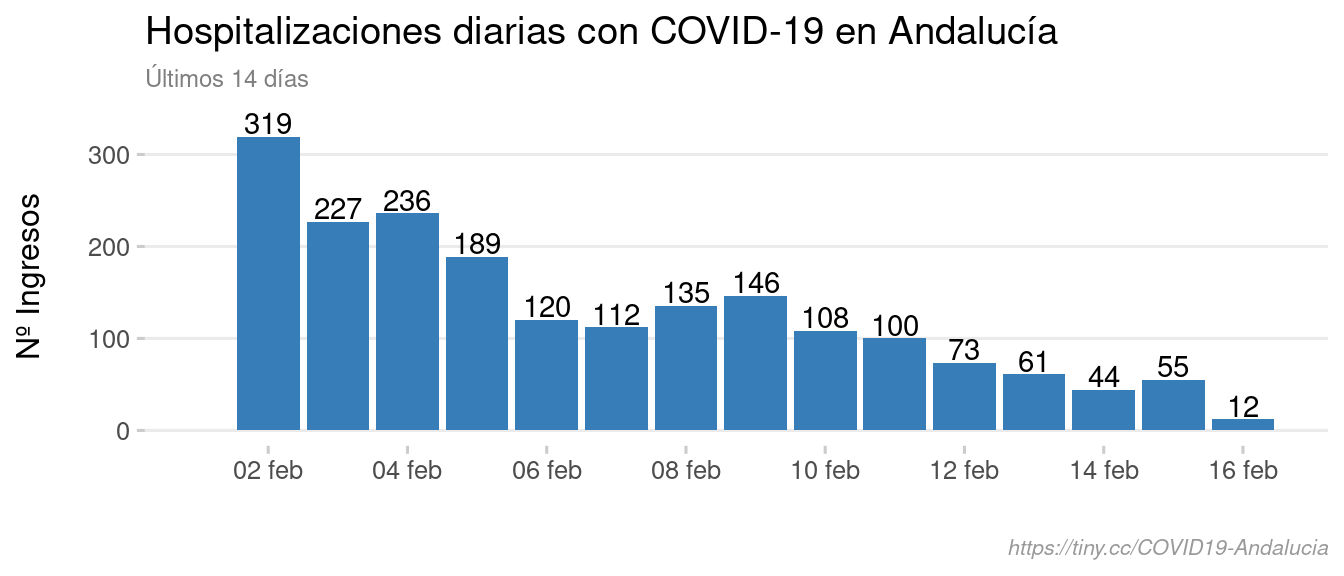 Hospitalizaciones diarias con COVID-19 en Andalucía
Últimos 14 días
Nº Ingresos
300
200
100
0
319
227
236
189
120
112
135
146
108
100
73
61
44
55
12
02 feb
04 feb
06 feb
08 feb
10 feb
12 feb
14 feb
16 feb
https://tiny.cc/COVID19-Andalucia